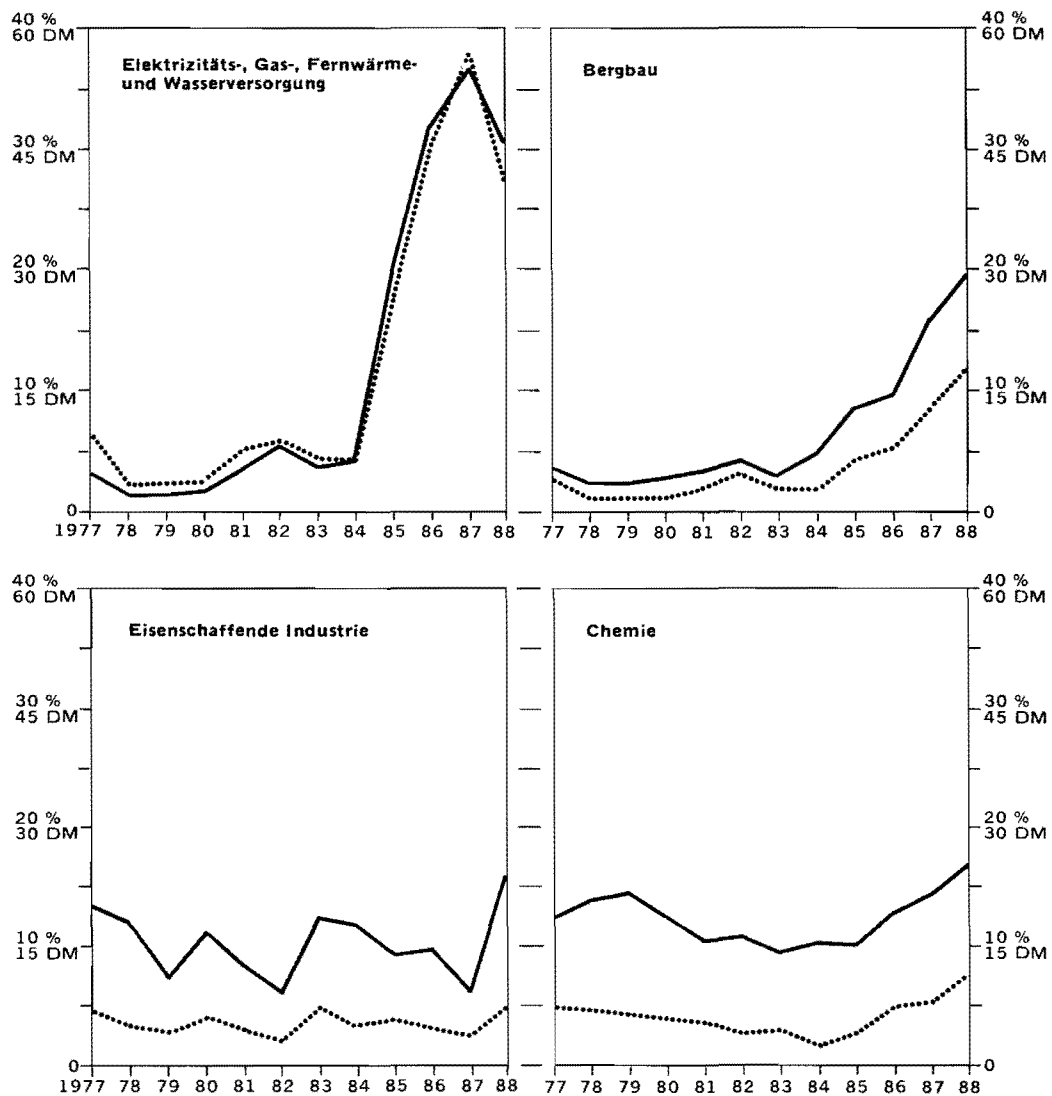 40 %
60 DM
30 %
45 DM
20 %
30 DM
10 %
15 DM
0
Elektrizitäts-, Gas-, Fernwärme-
und Wasserversorgung
1977 78 79 80 81 82 83 84 85 86 87 88
Bergbau
40 %
60 DM
30 %
45 DM
20 %
30 DM
10 %
15 DM
0
77 78 79 80 81 82 83 84 85 86 87 88
40 %
60 DM
30 %
45 DM
20 %
30 DM
10 %
15 DM
0
Eisenschaffende Industrie
1977 78 79 80 81 82 83 84 85 86 87 88
Chemie
40 %
60 DM
30 %
45 DM
20 %
30 DM
10 %
15 DM
0
77 78 79 80 81 82 83 84 85 86 87 88